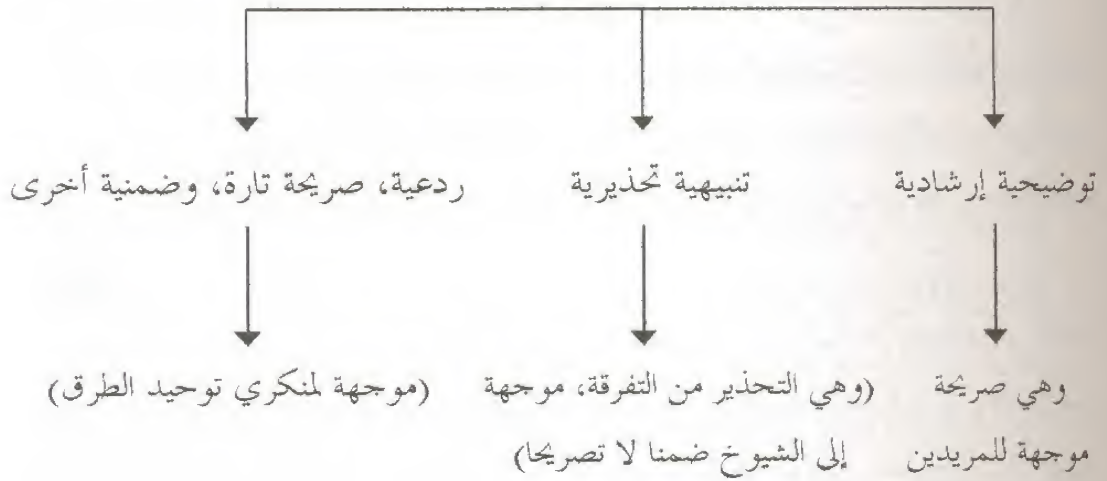 توضيحية إرشادية
تنبيهية تحذيرية
ردعية، صريحة تارة، وضمنية أخرى
وهي صريحة
موجهة للمريدين
(وهي التحذير من التفرقة، موجهة
إلى الشيوخ ضمنا لا تصريحا)
(موجهة لمنكري توحيد الطرق)